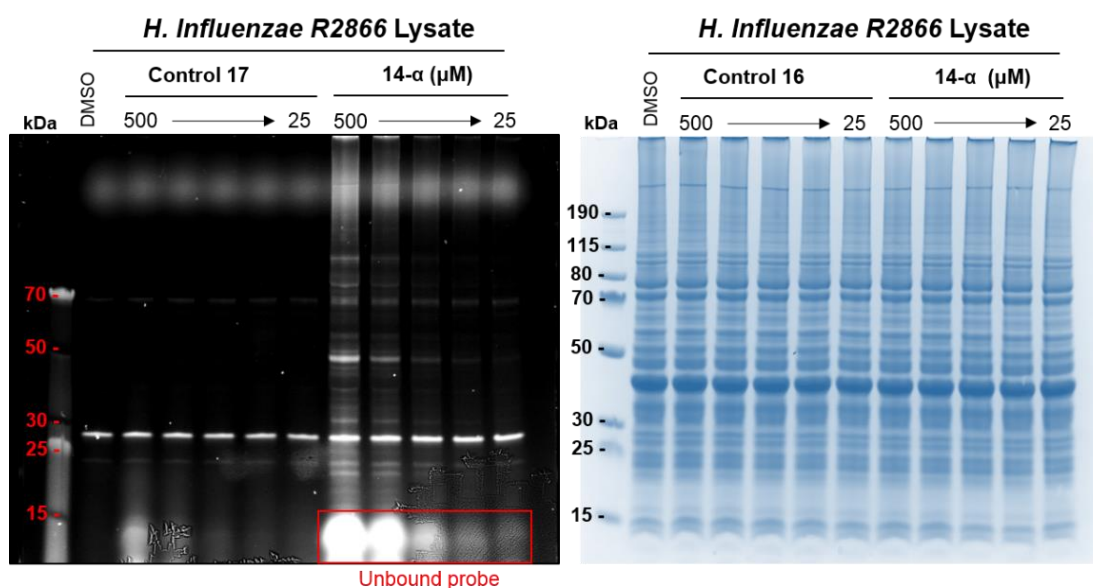 H. Influenzae R2866 Lysate
Control 17
14-α (µM)
DMSO
kDa
500
25
500
25
70 -
50 -
30 -
25 -
15 -
Unbound probe
H. Influenzae R2866 Lysate
Control 16
14-α (µM)
DMSO
kDa
500
25
500
25
190 -
115 -
80 -
70 -
50 -
30 -
25 -
15 -